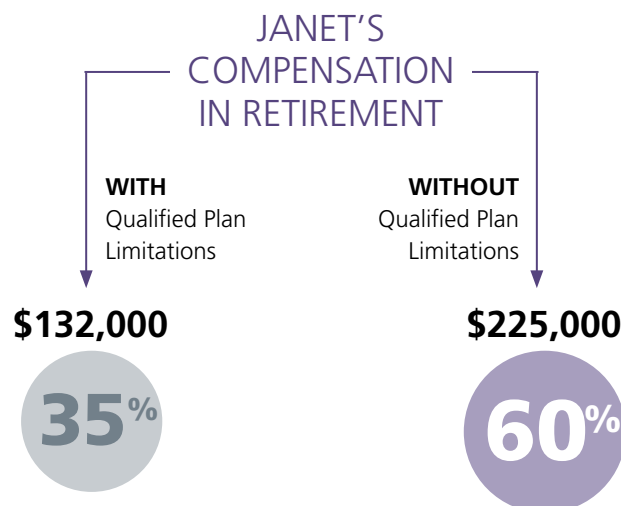 JANET’S
COMPENSATION
IN RETIREMENT
WITH
Qualified Plan
Limitations
$132,000
35%
WITHOUT
Qualified Plan
Limitations
$225,000
60%